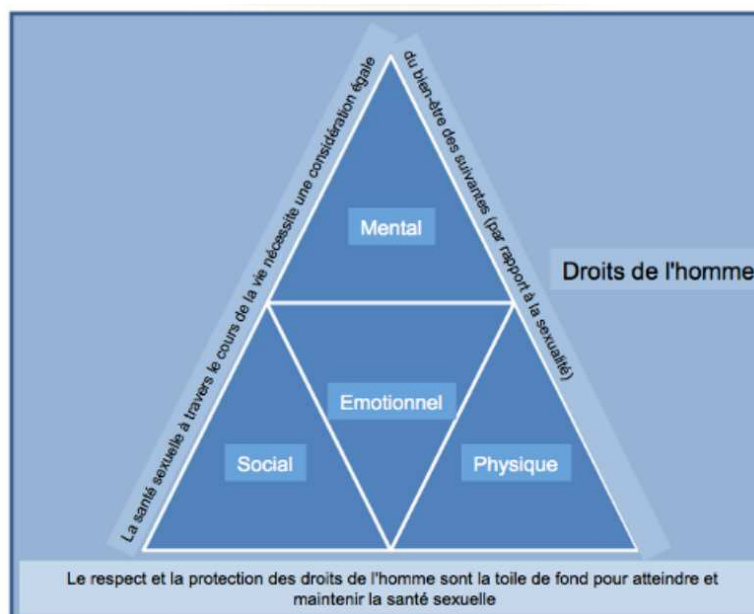 La santé sexuelle à travers le cours de la vie nécessite une considération égale
du bien-être des suivantes (par rapport à la sexualité)
Mental
Droits de l'homme
Emotionnel
Social
Physique
Le respect et la protection des droits de l'homme sont la toile de fond pour atteindre et
maintenir la santé sexuelle